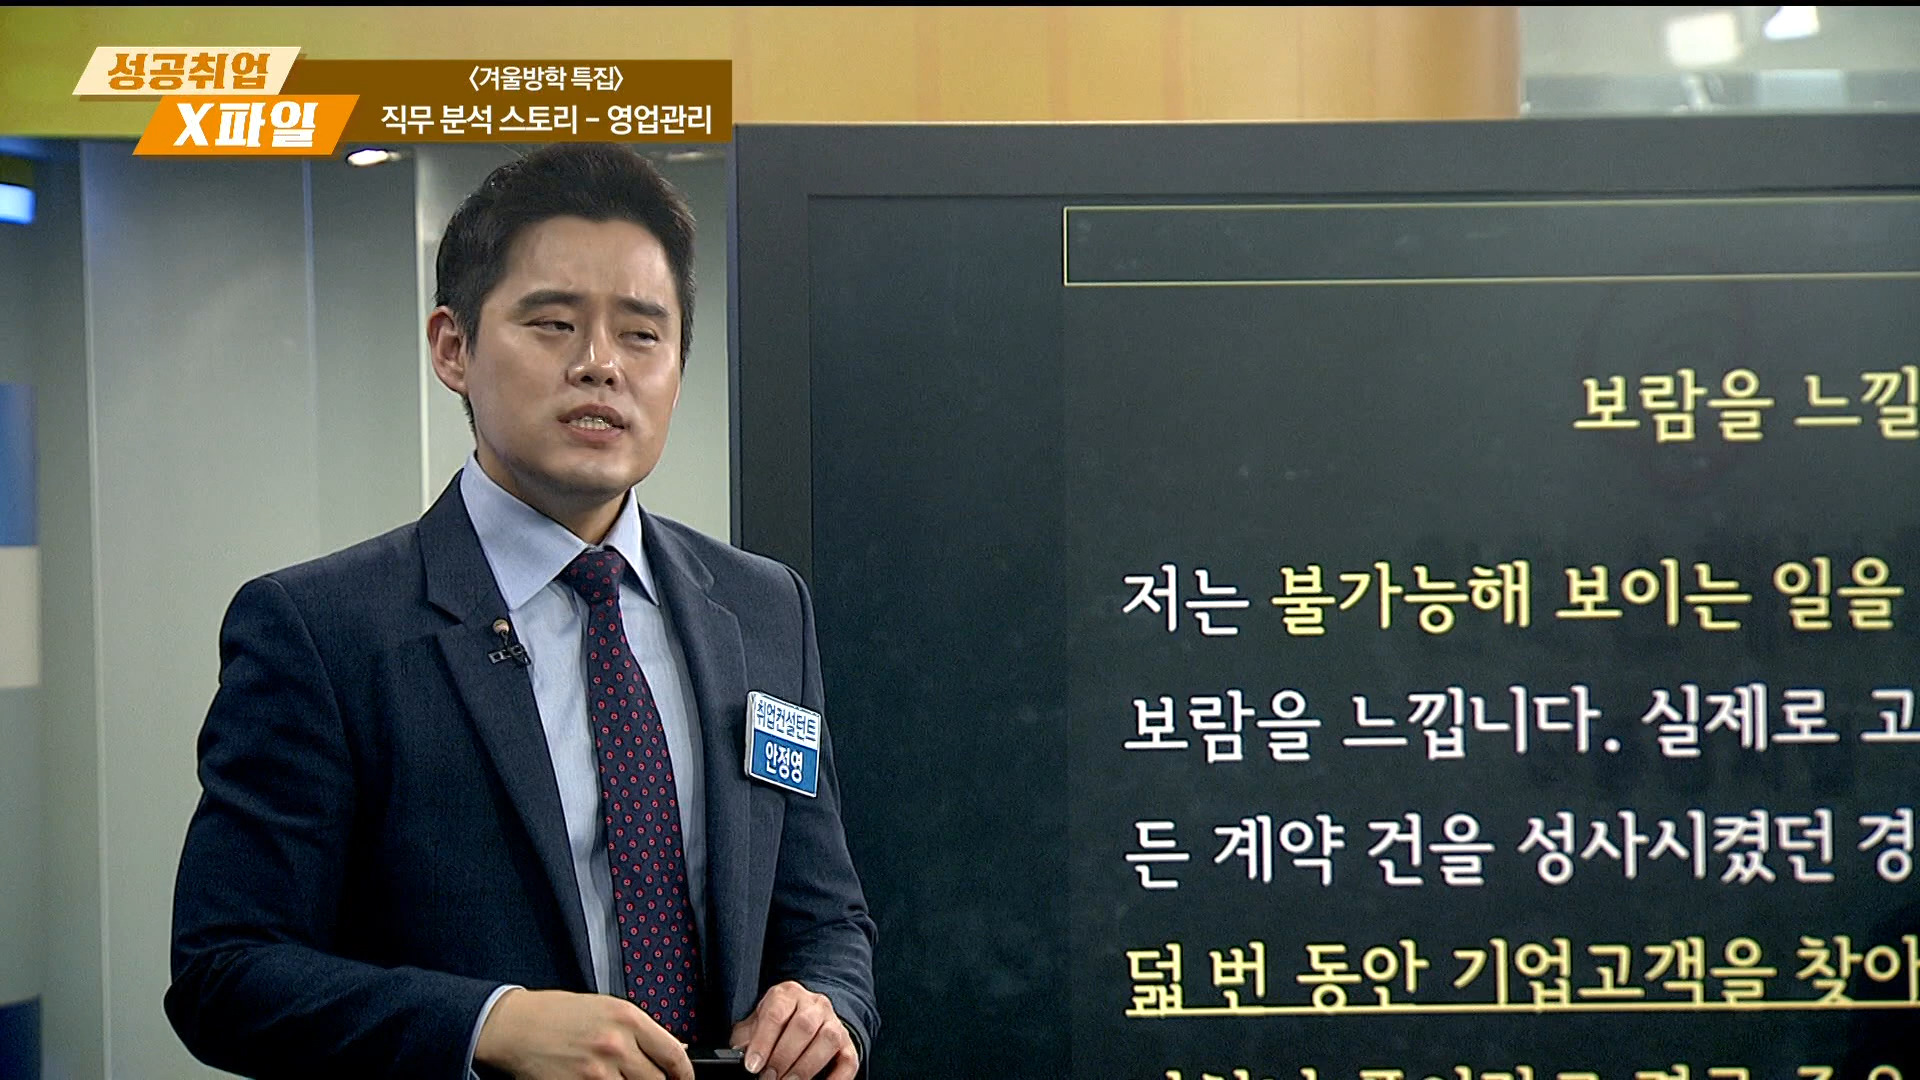 성공취업
X파일
〈겨울방학 특집〉
직무 분석 스토리 – 영업관리
취업컨설턴트
안정영
보람을 느낄
저는 불가능해 보이는 일을
보람을 느낍니다. 실제로 고
든 계약 건을 성사시켰던 경
덟 번 동안 기업고객을 찾아